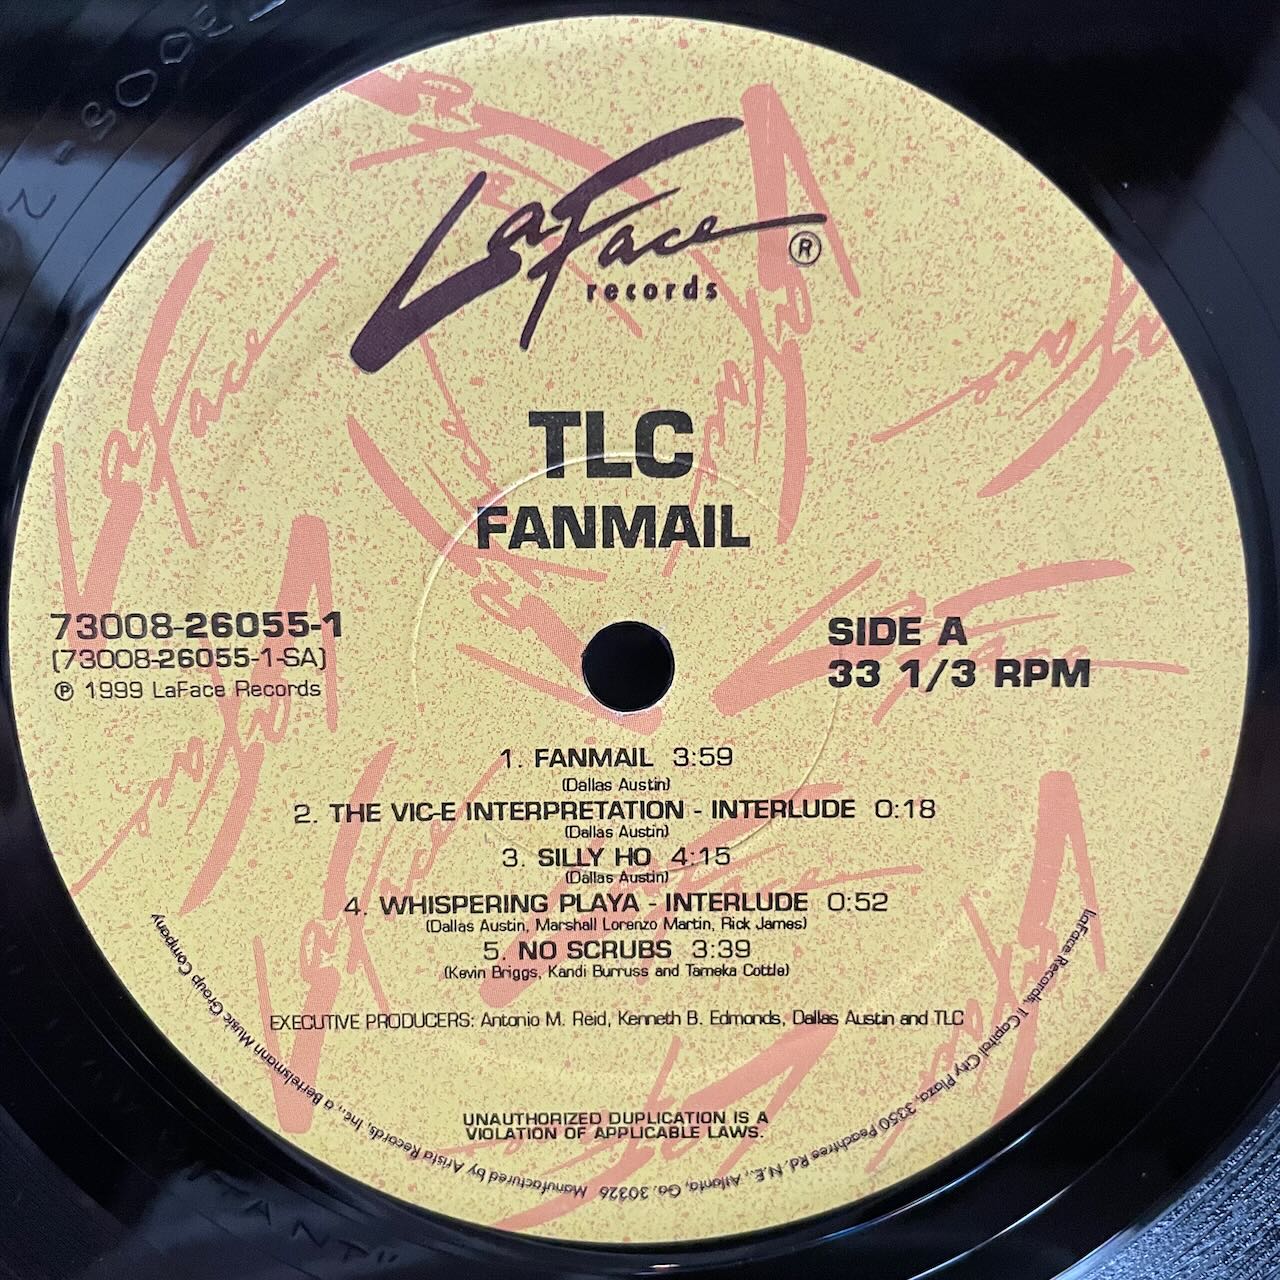 LaFace
records
®
TLC
FANMAIL
73008-26055-1
(73008-26055-1-SA)
℗ 1999 LaFace Records
SIDE A
33 1/3 RPM
1. FANMAIL 3:59
(Dallas Austin)
2. THE VIC-E INTERPRETATION - INTERLUDE 0:18
(Dallas Austin)
3. SILLY HO 4:15
(Dallas Austin)
4. WHISPERING PLAYA - INTERLUDE 0:52
(Dallas Austin, Marshall Lorenzo Martin, Rick James)
5. NO SCRUBS 3:39
(Kevin Briggs, Kandi Burruss and Tameka Cottle)
EXECUTIVE PRODUCERS: Antonio M. Reid, Kenneth B. Edmonds, Dallas Austin and TLC
UNAUTHORIZED DUPLICATION IS A
VIOLATION OF APPLICABLE LAWS.
LaFace Records, 1 Capital City Plaza, 3350 Peachtree Rd. N.E., Atlanta, Ga. 30326 Manufactured by Arista Records, Inc., a Bertelsmann Music Group Company